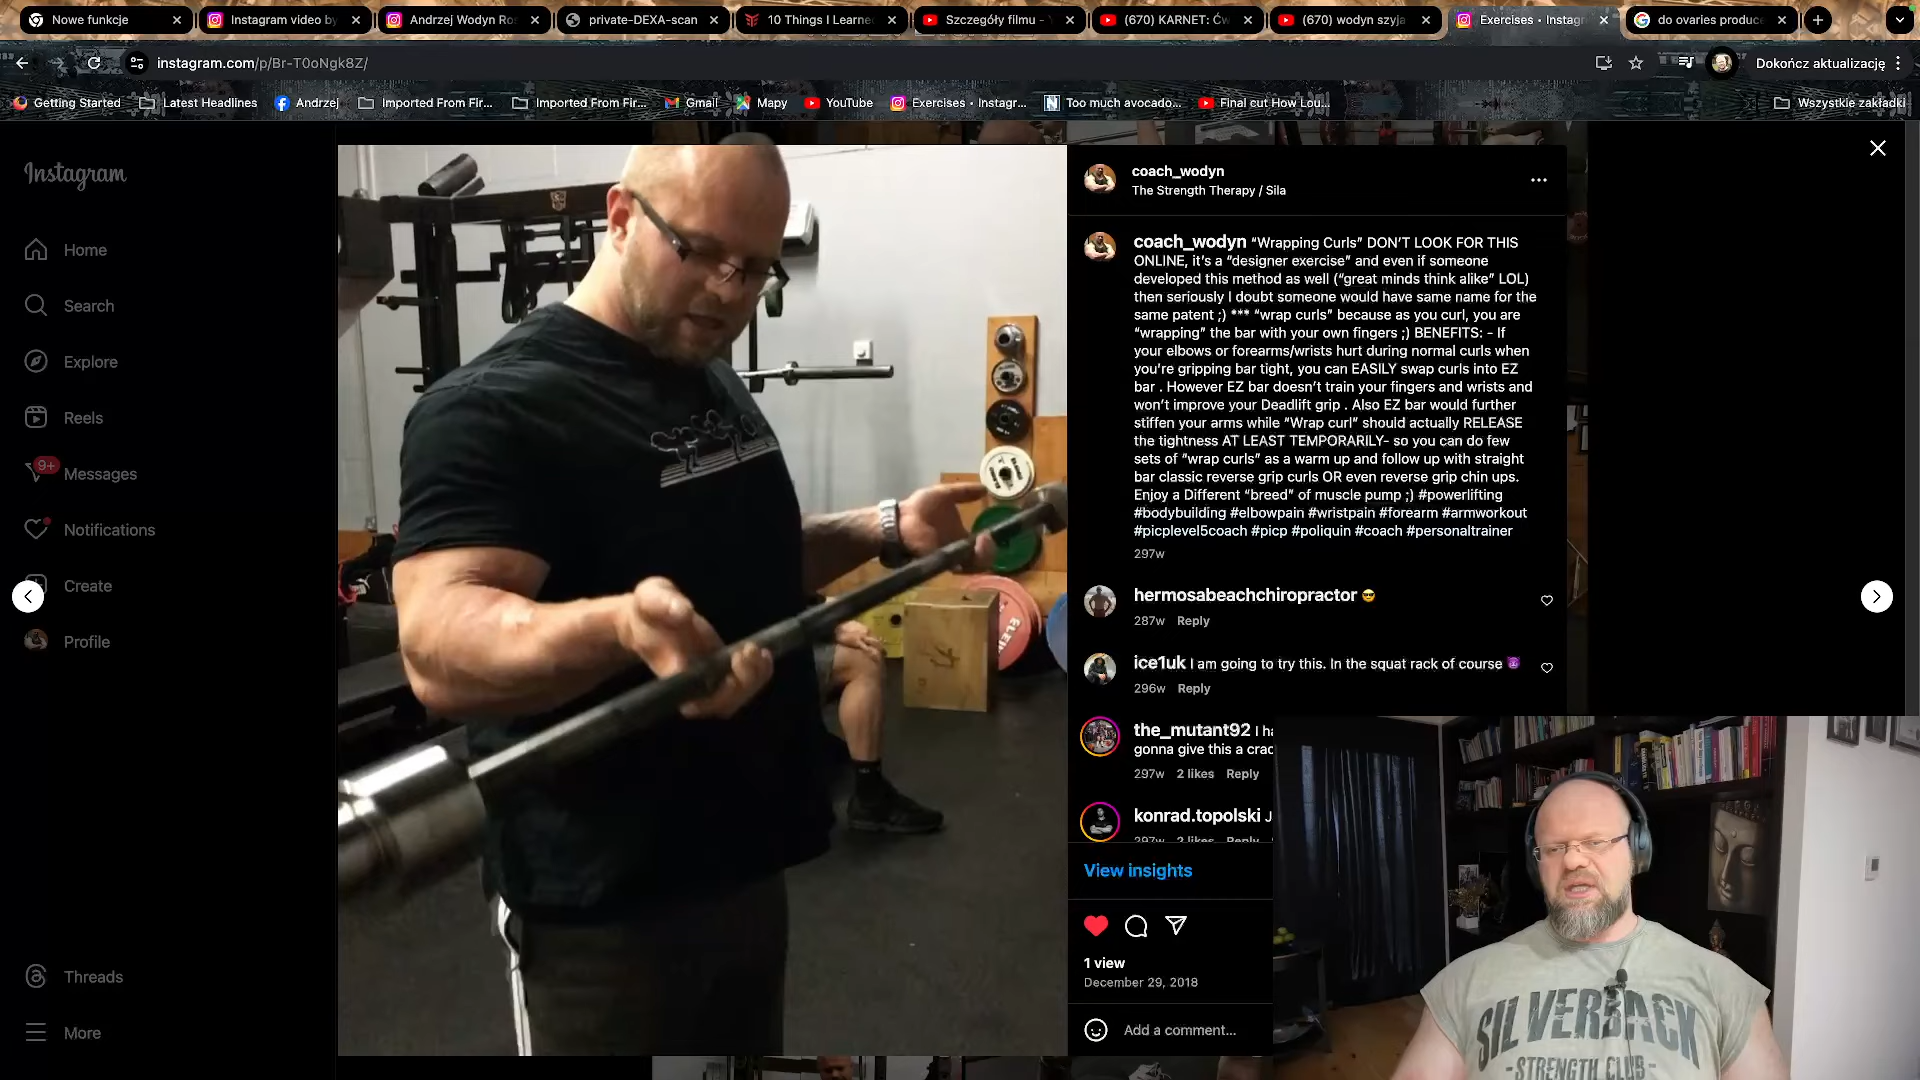 Nowe funkcje
Instagram video by
Andrzej Wodyn Ro
private-DEXA-scan
10 Things I Learne
Szczegóły filmu -
(670) KARNET: Ćw
(670) wodyn szyja
Exercises • Instagr
do ovaries produc
instagram.com/p/Br-T0oNgk8Z/
Dokończ aktualizację
Getting Started
Latest Headlines
Andrzej
Imported From Fir...
Imported From Fir...
Gmail
Mapy
YouTube
Exercises • Instagr...
Too much avocado...
Final cut How Lou...
Wszystkie zakładki
Instagram
Home
Search
Explore
Reels
9+
Messages
Notifications
Create
Profile
Threads
More
coach_wodyn
The Strength Therapy / Sila
coach_wodyn “Wrapping Curls” DON’T LOOK FOR THIS
ONLINE, it’s a “designer exercise” and even if someone
developed this method as well (“great minds think alike” LOL)
then seriously I doubt someone would have same name for the
same patent ;) *** “wrap curls” because as you curl, you are
“wrapping” the bar with your own fingers ;) BENEFITS: - If
your elbows or forearms/wrists hurt during normal curls when
you’re gripping bar tight, you can EASILY swap curls into EZ
bar . However EZ bar doesn’t train your fingers and wrists and
won’t improve your Deadlift grip . Also EZ bar would further
stiffen your arms while “Wrap curl” should actually RELEASE
the tightness AT LEAST TEMPORARILY- so you can do few
sets of “wrap curls” as a warm up and follow up with straight
bar classic reverse grip curls OR even reverse grip chin ups.
Enjoy a Different “breed” of muscle pump ;) #powerlifting
#bodybuilding #elbowpain #wristpain #forearm #armworkout
#picplevel5coach #picp #poliquin #coach #personaltrainer
297w
hermosabeachchiropractor 😎
287w Reply
ice1uk I am going to try this. In the squat rack of course 😈
296w Reply
the_mutant92 I ha
gonna give this a crac
297w 2 likes Reply
konrad.topolski J
297w 2 likes Reply
View insights
1 view
December 29, 2018
Add a comment...
SILVERBACK
-STRENGTH CLUB-